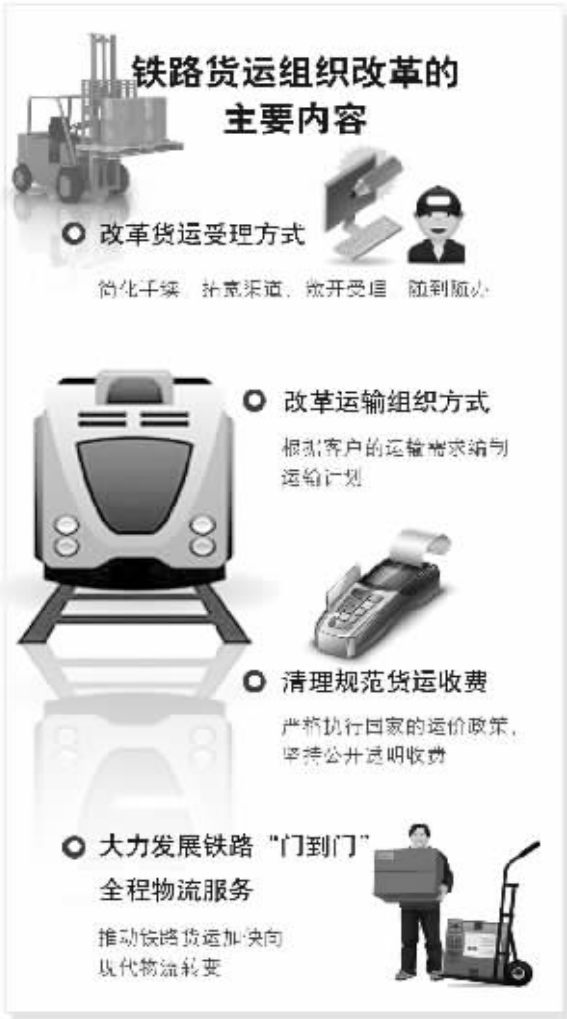 铁路货运组织改革的
主要内容
改革货运受理方式
简化手续、拓宽渠道、敞开受理、随到随办
改革运输组织方式
根据客户的运输需求编制
运输计划
清理规范货运收费
严格执行国家的运价政策,
坚持公开透明收费
大力发展铁路“门到门”
全程物流服务
推动铁路货运加快向
现代物流转变